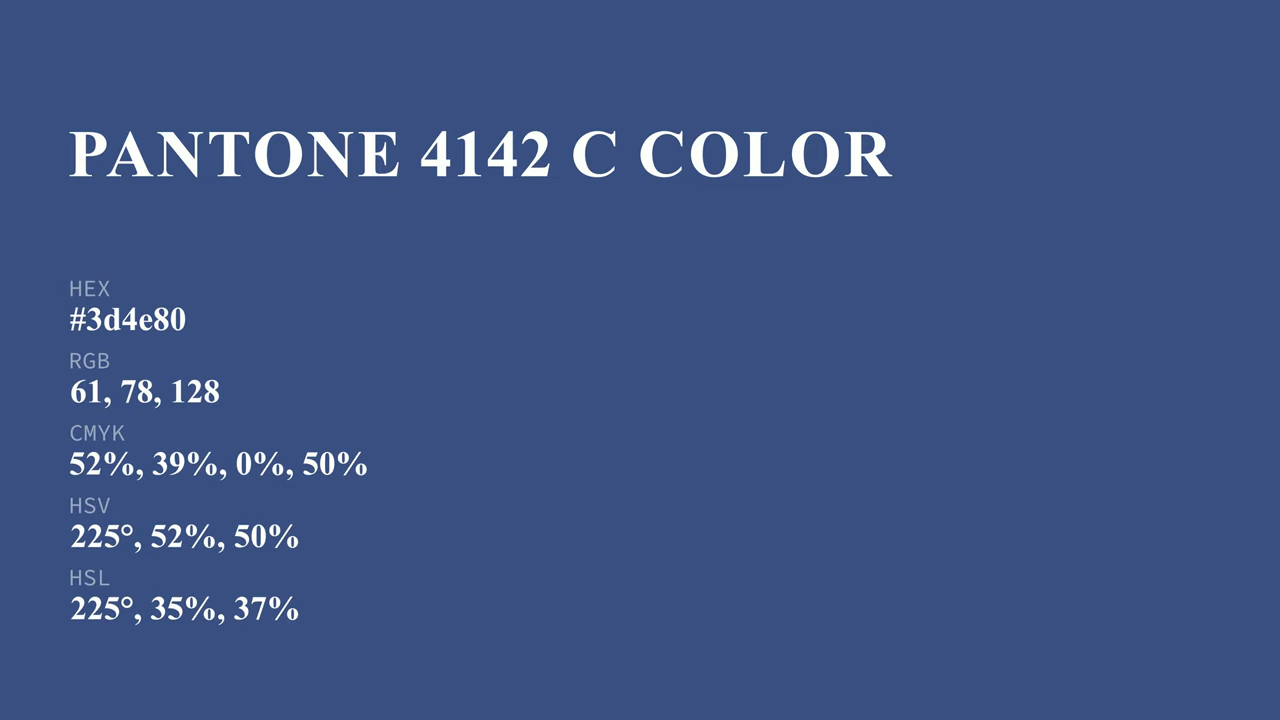 PANTONE 4142 C COLOR
HEX
#3d4e80
RGB
61, 78, 128
CMYK
52%, 39%, 0%, 50%
HSV
225°, 52%, 50%
HSL
225°, 35%, 37%